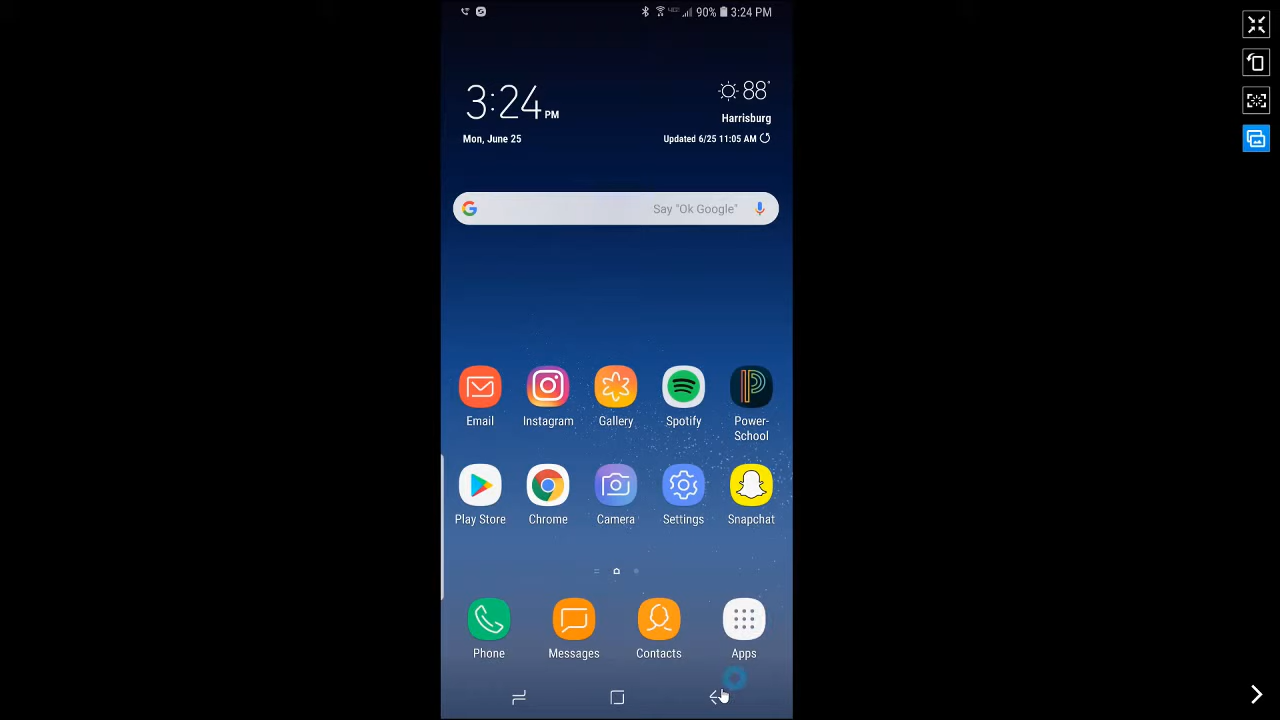 90% 3:24 PM
3:24 PM
88°
Harrisburg
Mon, June 25
Updated 6/25 11:05 AM
Say "Ok Google"
Email Instagram Gallery Spotify Power-
School
Play Store Chrome Camera Settings Snapchat
Phone Messages Contacts Apps